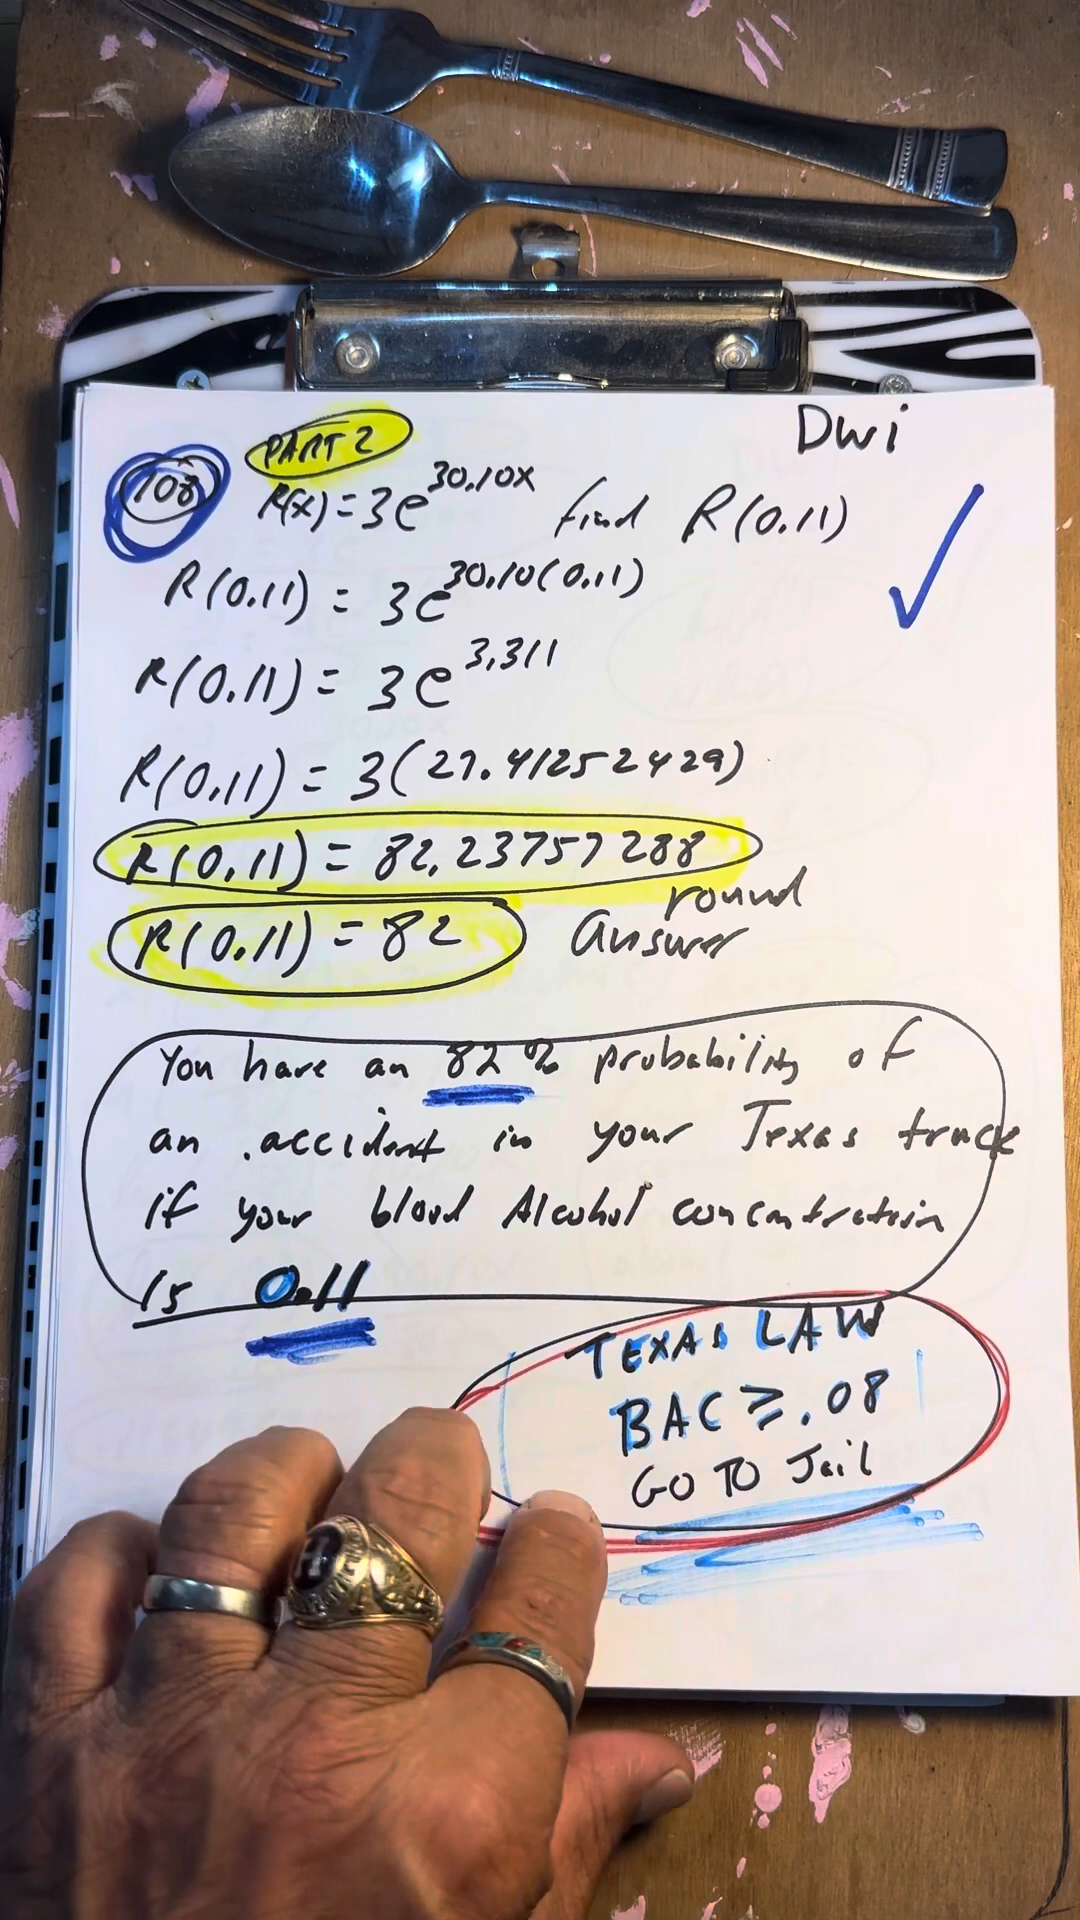 Dwi
PART 2
108
R(x) = 3e^30.10x find R(0.11)
R(0.11) = 3e^30.10(0.11)
R(0.11) = 3e^3.311
R(0.11) = 3(27.41252429)
R(0.11) = 82.23757288
round
R(0.11) = 82 answer
You have an 82% probability of
an accident in your Texas truck
if your blood Alcohol concentration
is 0.11
TEXAS LAW
BAC ≥ .08
GO TO Jail